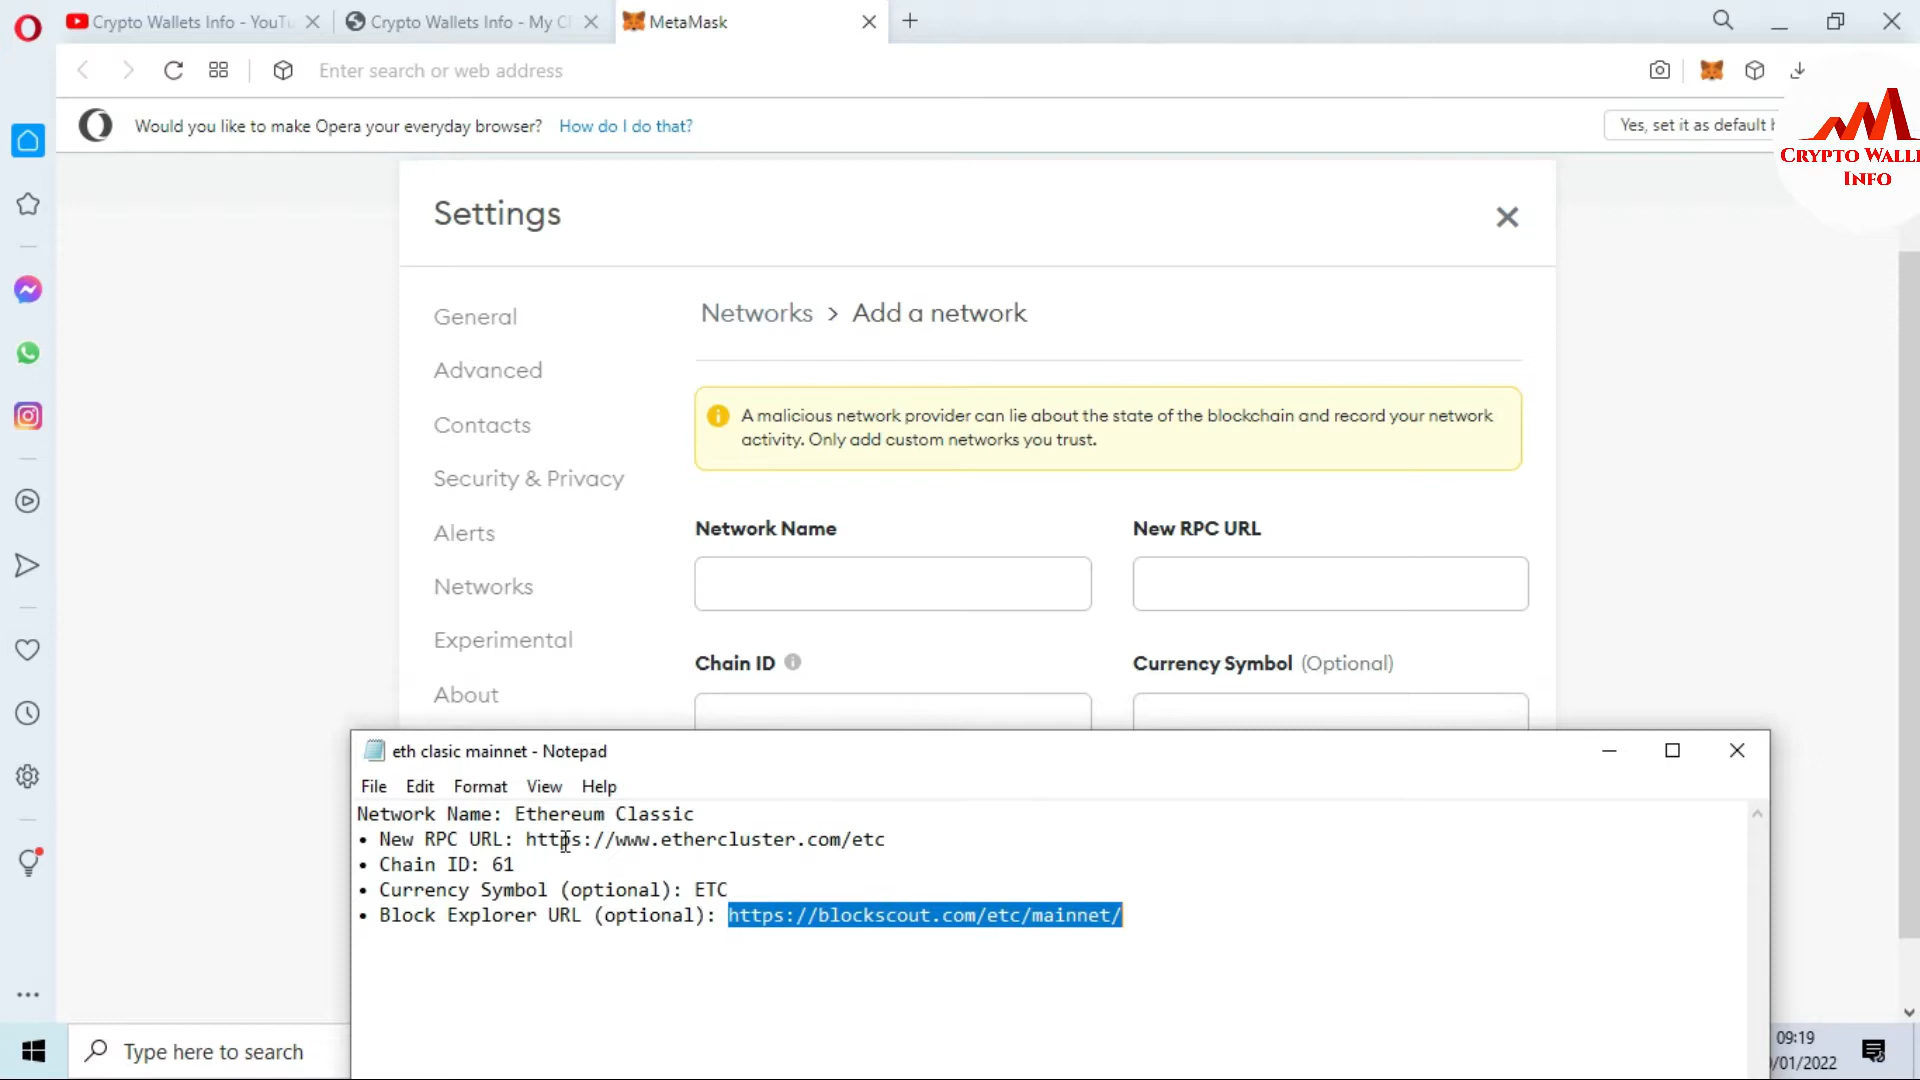 Crypto Wallets Info - YouTu
Crypto Wallets Info - My C
MetaMask
Enter search or web address
Would you like to make Opera your everyday browser? How do I do that?
Yes, set it as default
CRYPTO WALLE
INFO
Settings
General
Advanced
Contacts
Security & Privacy
Alerts
Networks
Experimental
About
Networks > Add a network
A malicious network provider can lie about the state of the blockchain and record your network
activity. Only add custom networks you trust.
Network Name
New RPC URL
Chain ID
Currency Symbol (Optional)
eth clasic mainnet - Notepad
File Edit Format View Help
Network Name: Ethereum Classic
• New RPC URL: https://www.ethercluster.com/etc
• Chain ID: 61
• Currency Symbol (optional): ETC
• Block Explorer URL (optional): https://blockscout.com/etc/mainnet/
Type here to search
09:19
/01/2022